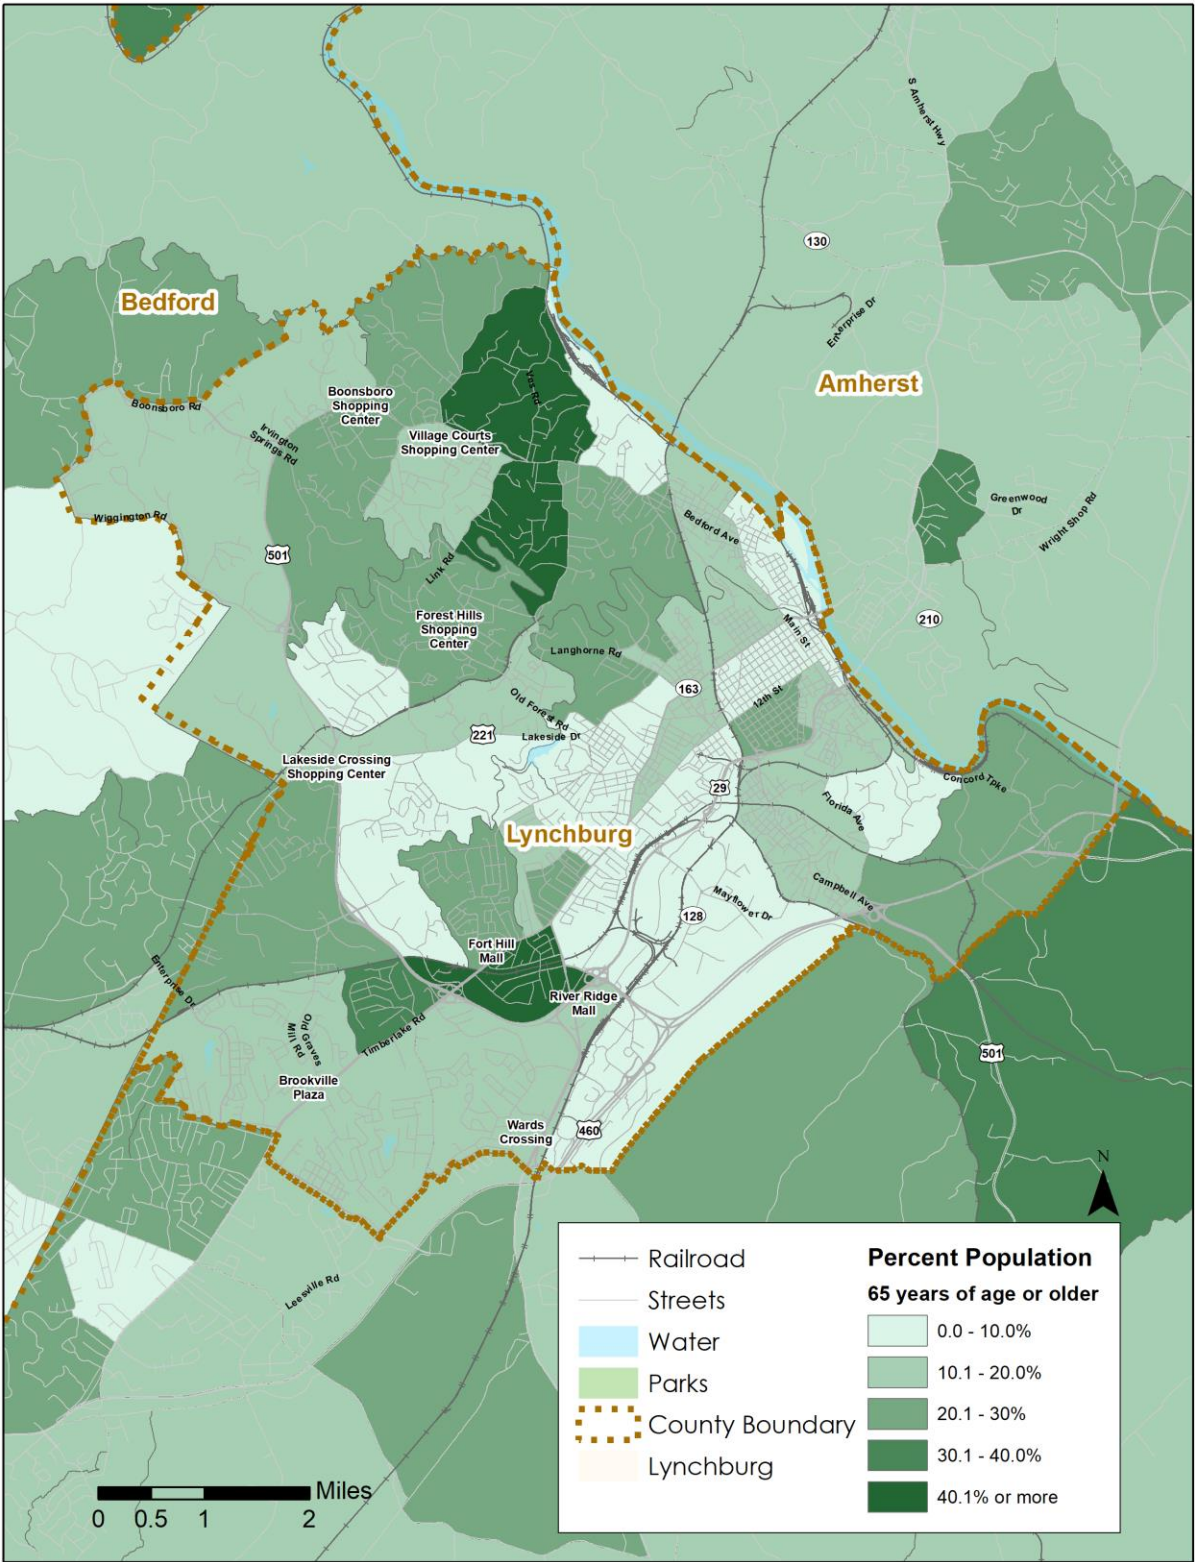 S Amherst Hwy
130
Bedford
Enterprise Dr
Amherst
Vas Rd
Boonsboro
Shopping
Center
Boonsboro Rd
Irvington
Springs Rd
Village Courts
Shopping Center
Greenwood
Dr
Wright Shop Rd
Wiggington Rd
Bedford Ave
501
Link Rd
Forest Hills
Shopping
Center
210
Main St
Langhorne Rd
163
12th St
Old Forest Rd
221
Lakeside Dr
Lakeside Crossing
Shopping Center
Concord Tpke
29
Florida Ave
Lynchburg
Campbell Ave
Mayflower Dr
128
Fort Hill
Mall
Enterprise Dr
River Ridge
Mall
Old Graves
Mill Rd
Timberlake Rd
501
Brookville
Plaza
Wards
Crossing
460
N
Leesville Rd
Railroad
Streets
Water
Parks
County Boundary
Lynchburg
Percent Population
65 years of age or older
0.0 - 10.0%
10.1 - 20.0%
20.1 - 30%
30.1 - 40.0%
40.1% or more
Miles
0 0.5 1 2